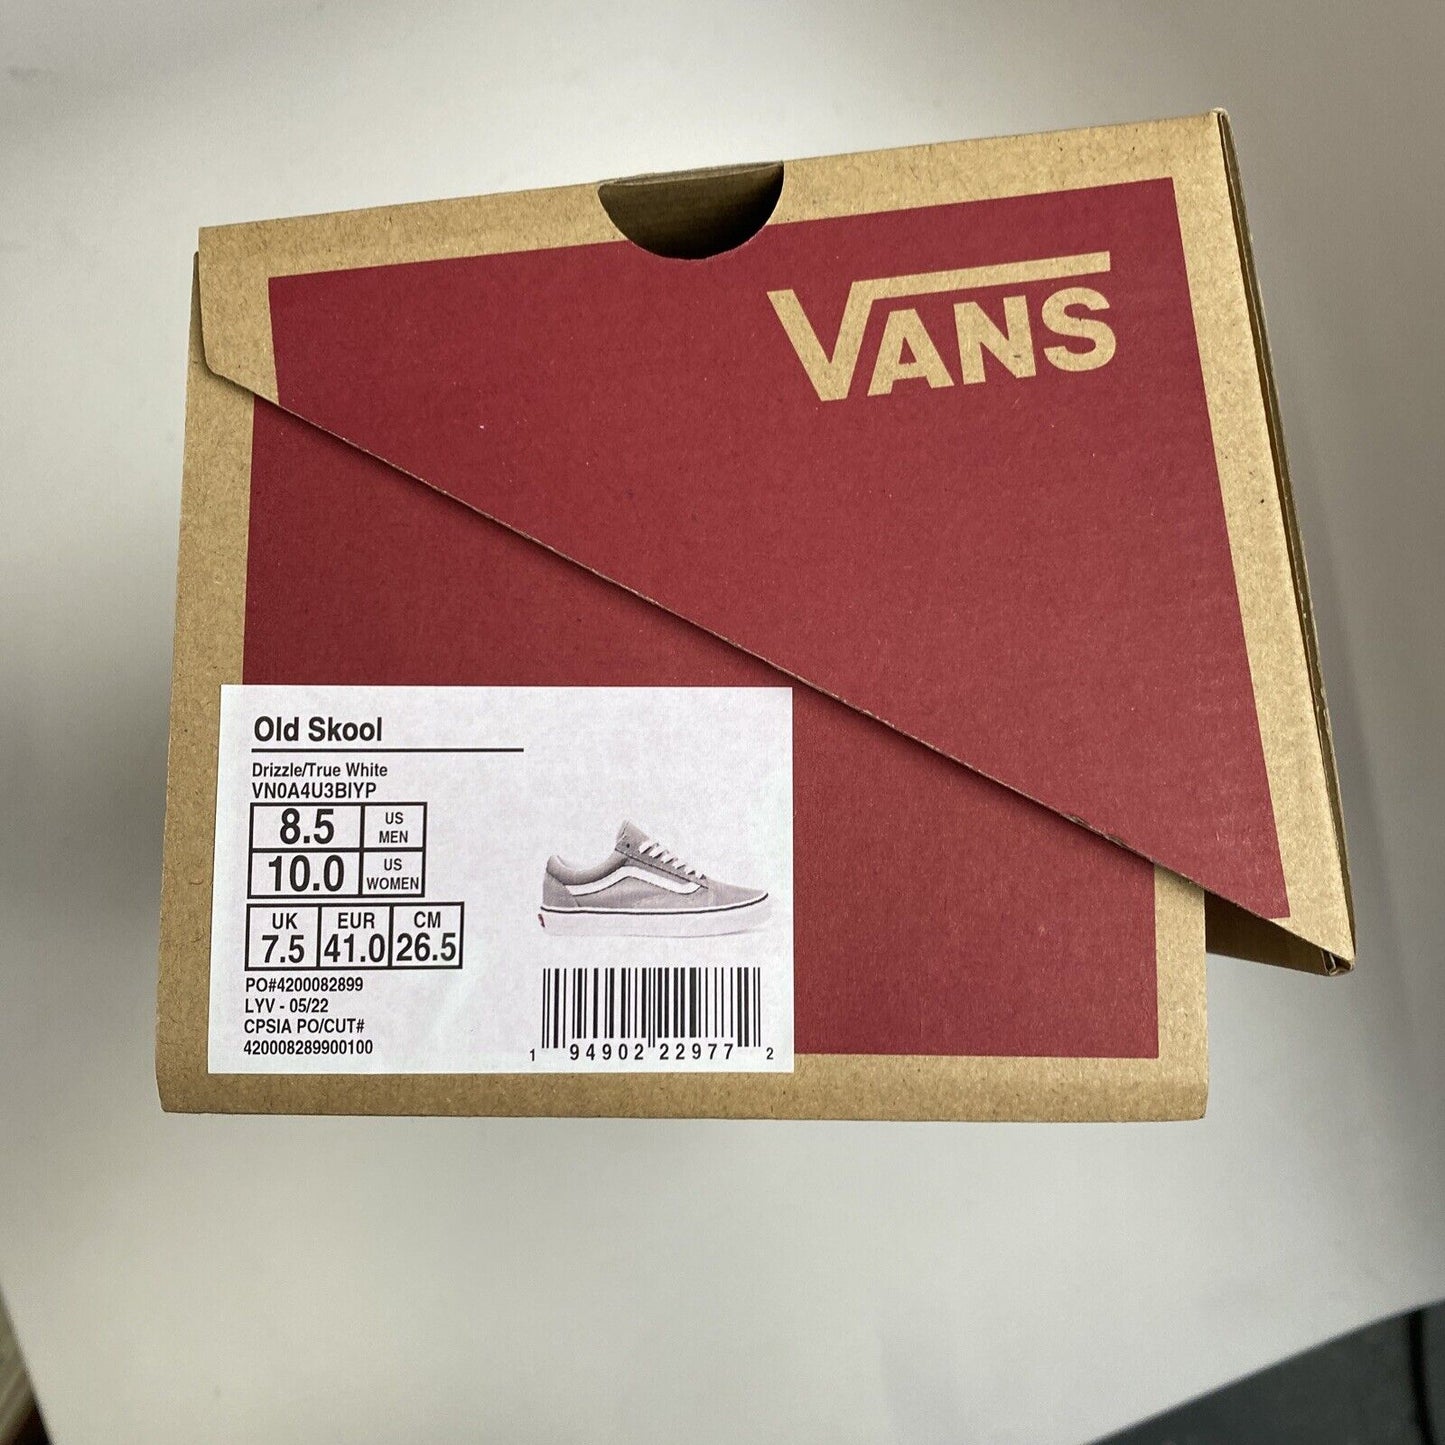 VANS
Old Skool
Drizzle/True White
VN0A4U3BIYP
8.5 US MEN
10.0 US WOMEN
UK EUR CM
7.5 41.0 26.5
PO#4200082899
LYV - 05/22
CPSIA PO/CUT#
420008289900100
1 94902 22977 2